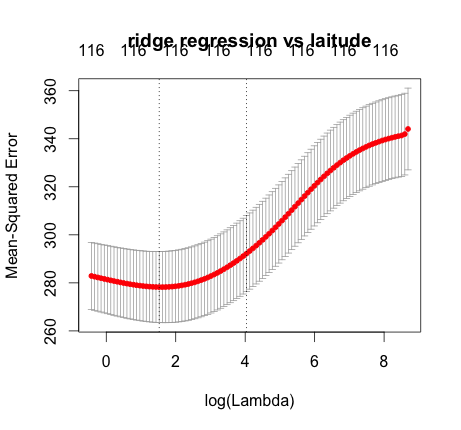 ridge regression vs laitude
116 116 116 116 116 116 116 116
Mean-Squared Error
360
340
320
300
280
260
0 2 4 6 8
log(Lambda)